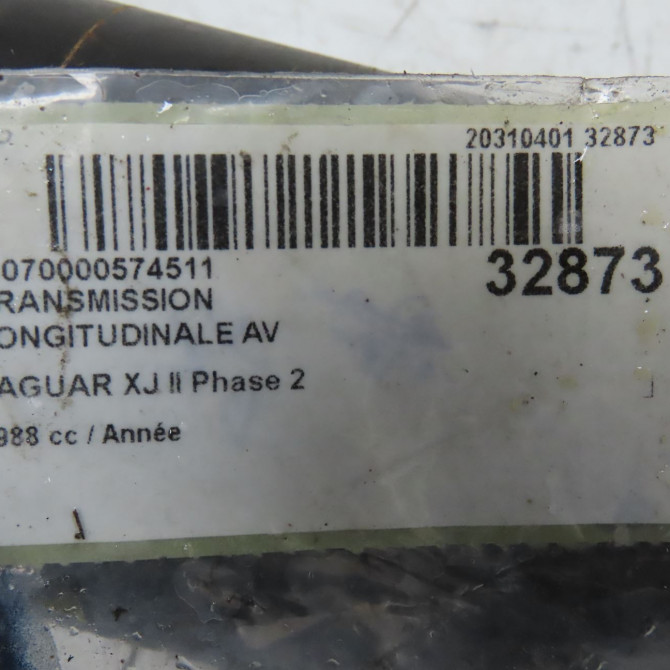 20310401 32873
070000574511
32873
RANSMISSION
ONGITUDINALE AV
AGUAR XJ II Phase 2
988 cc / Année